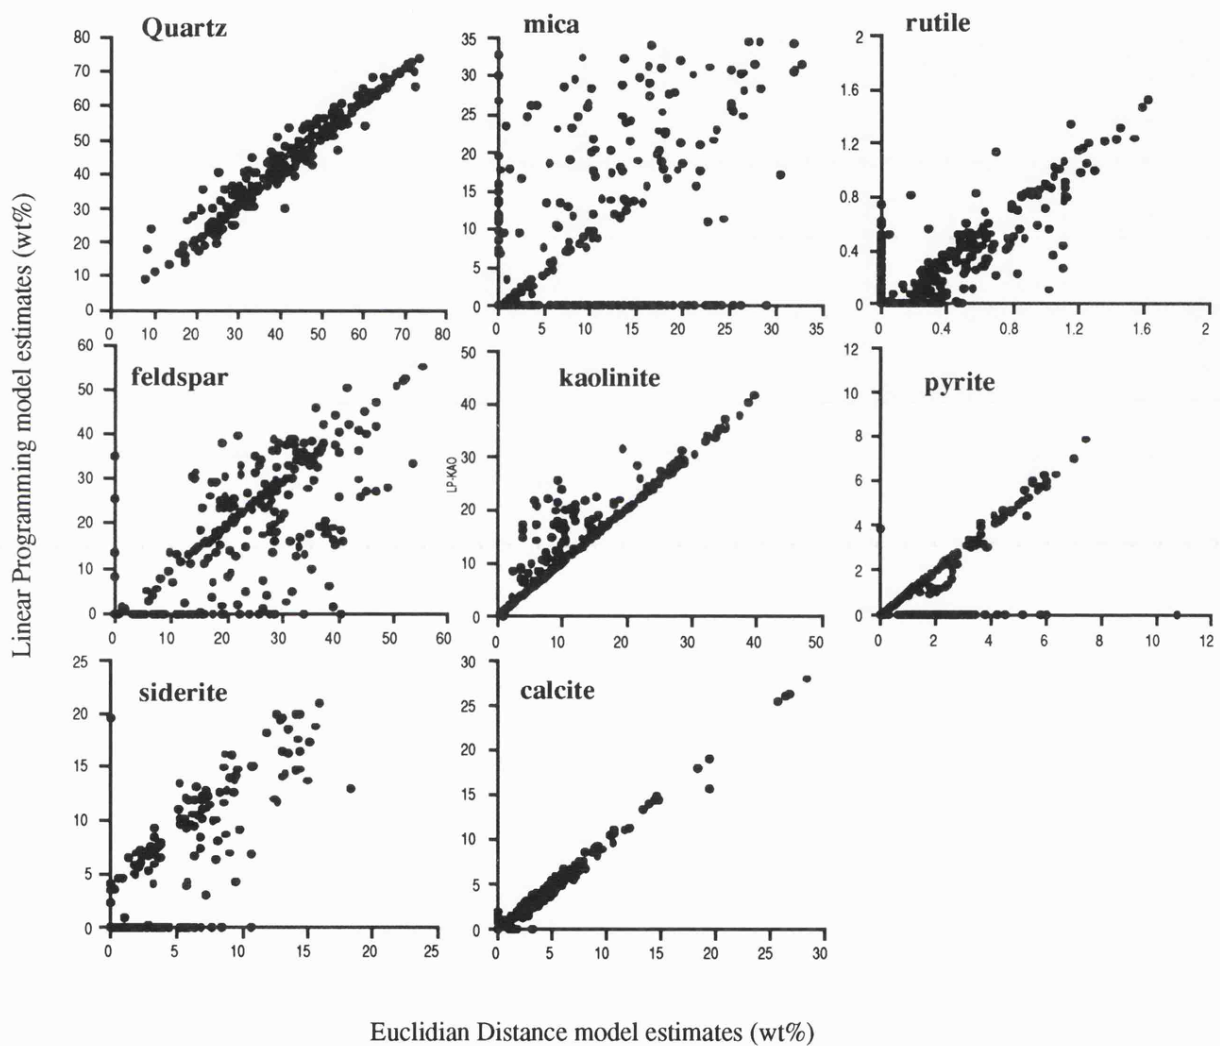 Quartz
80
70
60
50
40
30
20
10
0
0 10 20 30 40 50 60 70 80
mica
35
30
25
20
15
10
5
0
0 5 10 15 20 25 30 35
rutile
2
1.6
1.2
0.8
0.4
0
0 0.4 0.8 1.2 1.6 2
Linear Programming model estimates (wt%)
feldspar
60
50
40
30
20
10
0
0 10 20 30 40 50 60
kaolinite
LP-KAO
50
40
30
20
10
0
0 10 20 30 40 50
pyrite
12
10
8
6
4
2
0
0 2 4 6 8 10 12
siderite
25
20
15
10
5
0
0 5 10 15 20 25
calcite
30
25
20
15
10
5
0
0 5 10 15 20 25 30
Euclidian Distance model estimates (wt%)